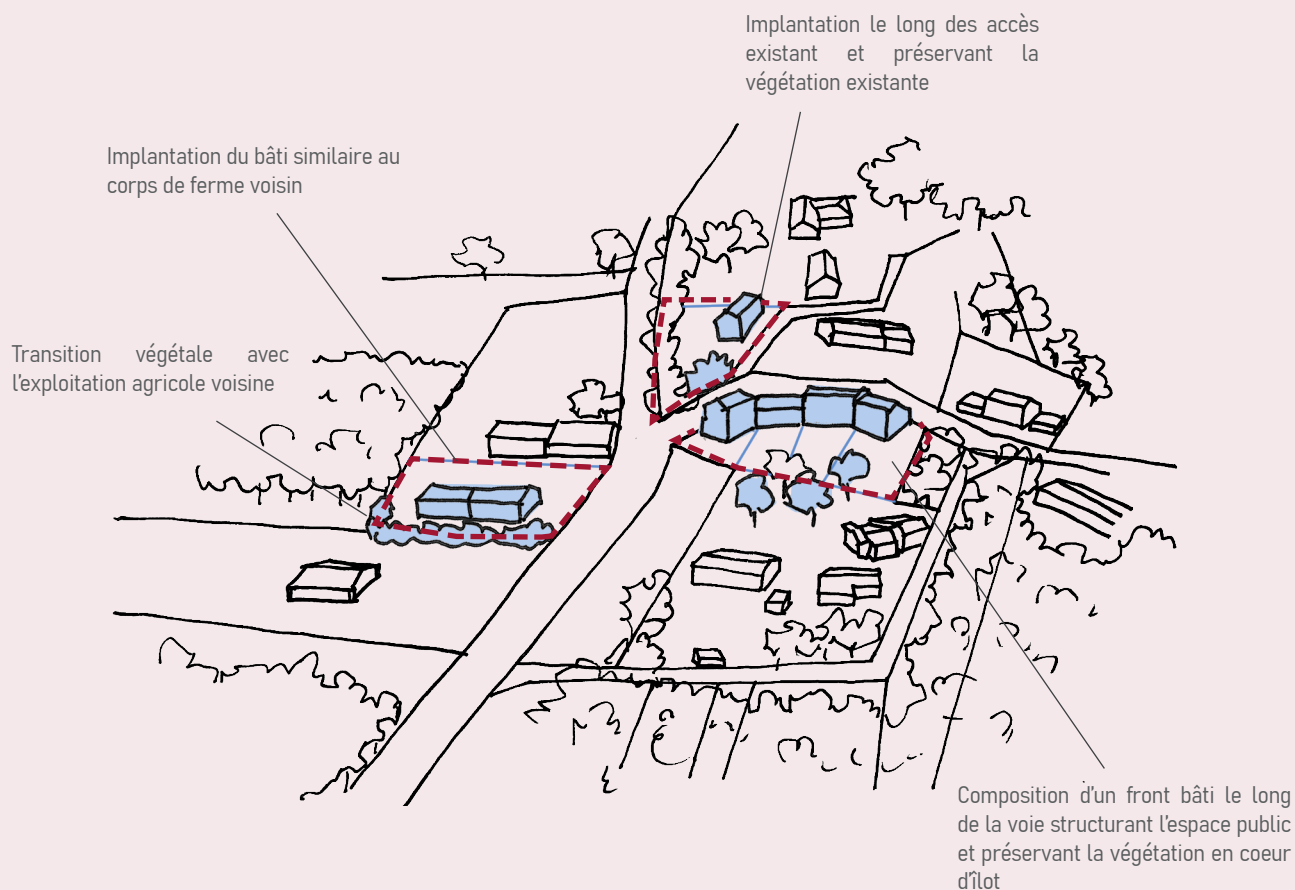 Implantation le long des accès
existant et préservant la
végétation existante
Implantation du bâti similaire au
corps de ferme voisin
Transition végétale avec
l'exploitation agricole voisine
Composition d'un front bâti le long
de la voie structurant l'espace public
et préservant la végétation en coeur
d'îlot